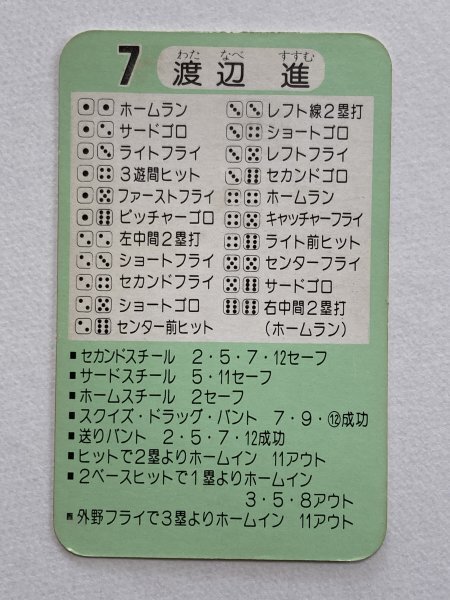 わた なべ すすむ
7 渡辺 進
⚀⚀ホームラン ⚂⚂レフト線2塁打
⚀⚁サードゴロ ⚂⚃ショートゴロ
⚀⚂ライトフライ ⚂⚄レフトフライ
⚀⚃3遊間ヒット ⚂⚅セカンドゴロ
⚀⚄ファーストフライ ⚃⚃ホームラン
⚀⚅ピッチャーゴロ ⚃⚄キャッチャーフライ
⚁⚁左中間2塁打 ⚃⚅ライト前ヒット
⚁⚂ショートフライ ⚄⚄センターフライ
⚁⚃セカンドフライ ⚄⚅サードゴロ
⚁⚄ショートゴロ ⚅⚅右中間2塁打
⚁⚅センター前ヒット (ホームラン)
■セカンドスチール 2・5・7・12セーフ
■サードスチール 5・11セーフ
■ホームスチール 2セーフ
■スクイズ・ドラッグ・バント 7・9・⑫成功
■送りバント 2・5・7・12成功
■ヒットで2塁よりホームイン 11アウト
■2ベースヒットで1塁よりホームイン
3・5・8アウト
■外野フライで3塁よりホームイン 11アウト